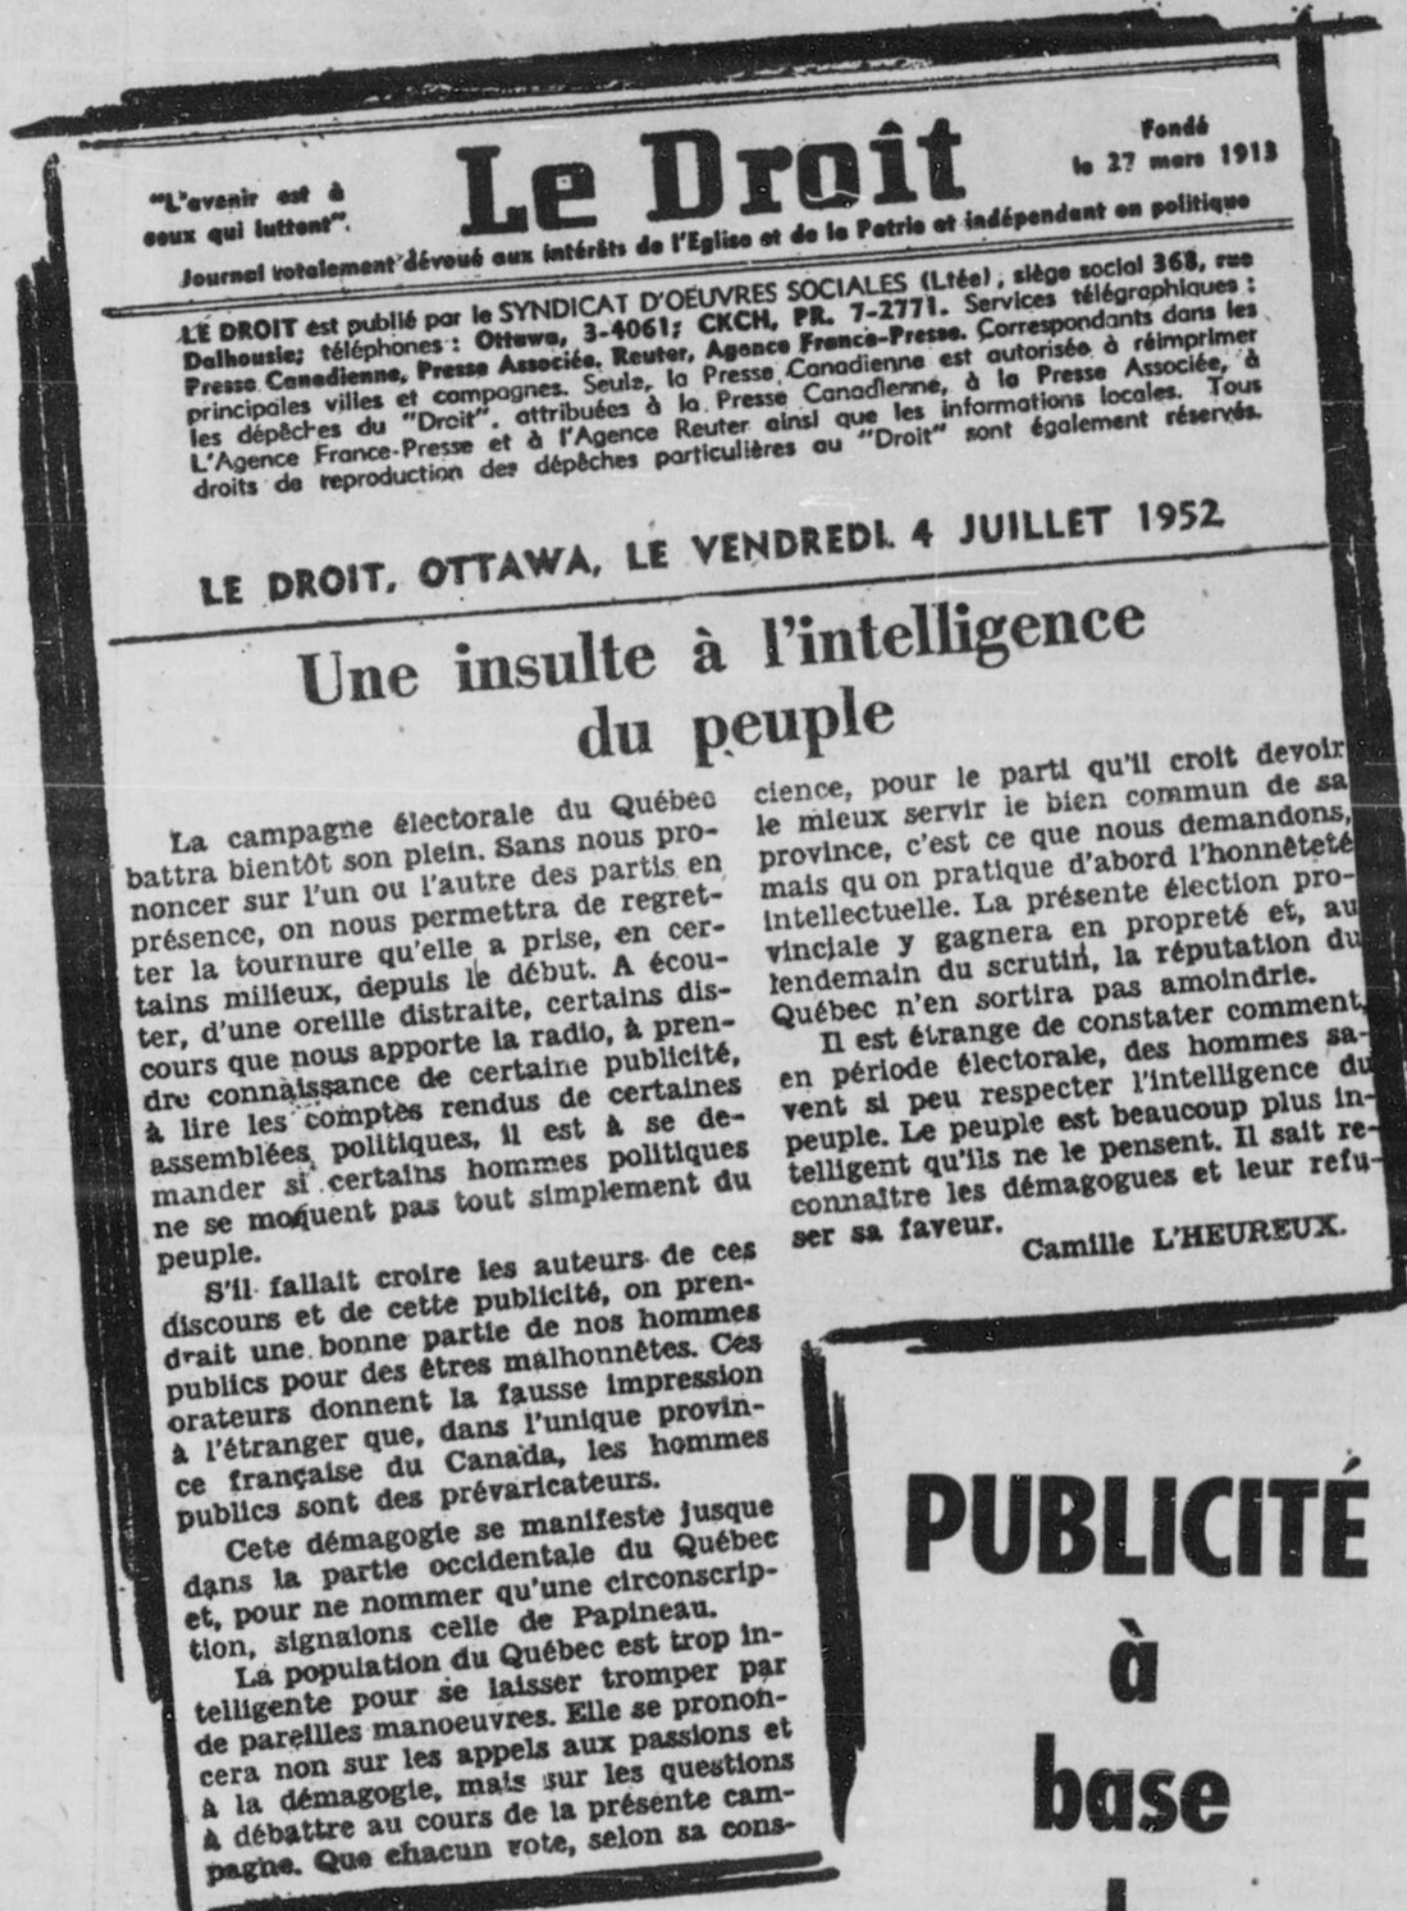 "L'avenir est à
ceux qui luttent".
Le Droit
Fondé
le 27 mars 1913
Journal totalement dévoué aux intérêts de l'Eglise et de la Patrie et indépendant en politique
LE DROIT est publié par le SYNDICAT D'OEUVRES SOCIALES (Ltée), siège social 368, rue
Dalhousie; téléphones: Ottawa, 3-4061; CKCH, PR. 7-2771. Services télégraphiques:
Presse Canadienne, Presse Associée, Reuter, Agence France-Presse. Correspondants dans les
principales villes et campagnes. Seule, la Presse Canadienne est autorisée à réimprimer
les dépêches du "Droit", attribuées à la Presse Canadienne, à la Presse Associée, à
L'Agence France-Presse et à l'Agence Reuter ainsi que les informations locales. Tous
droits de reproduction des dépêches particulières au "Droit" sont également réservés.
LE DROIT, OTTAWA, LE VENDREDI. 4 JUILLET 1952
Une insulte à l'intelligence
du peuple
La campagne électorale du Québec
battra bientôt son plein. Sans nous pro-
noncer sur l'un ou l'autre des partis en
présence, on nous permettra de regret-
ter la tournure qu'elle a prise, en cer-
tains milieux, depuis le début. A écou-
ter, d'une oreille distraite, certains dis-
cours que nous apporte la radio, à pren-
dre connaissance de certaine publicité,
à lire les comptes rendus de certaines
assemblées politiques, il est à se de-
mander si certains hommes politiques
ne se moquent pas tout simplement du
peuple.
S'il fallait croire les auteurs de ces
discours et de cette publicité, on pren-
drait une bonne partie de nos hommes
publics pour des êtres malhonnêtes. Ces
orateurs donnent la fausse impression
à l'étranger que, dans l'unique provin-
ce française du Canada, les hommes
publics sont des prévaricateurs.
Cete démagogie se manifeste jusque
dans la partie occidentale du Québec
et, pour ne nommer qu'une circonscrip-
tion, signalons celle de Papineau.
La population du Québec est trop in-
telligente pour se laisser tromper par
de pareilles manoeuvres. Elle se pronon-
cera non sur les appels aux passions et
à la démagogie, mais sur les questions
à débattre au cours de la présente cam-
pagne. Que chacun vote, selon sa cons-
cience, pour le parti qu'il croit devoir
le mieux servir le bien commun de sa
province, c'est ce que nous demandons,
mais qu'on pratique d'abord l'honnêteté
intellectuelle. La présente élection pro-
vinciale y gagnera en propreté et, au
lendemain du scrutin, la réputation du
Québec n'en sortira pas amoindrie.
Il est étrange de constater comment,
en période électorale, des hommes sa-
vent si peu respecter l'intelligence du
peuple. Le peuple est beaucoup plus in-
telligent qu'ils ne le pensent. Il sait re-
connaître les démagogues et leur refu-
ser sa faveur.
Camille L'HEUREUX.
PUBLICITÉ
à
base